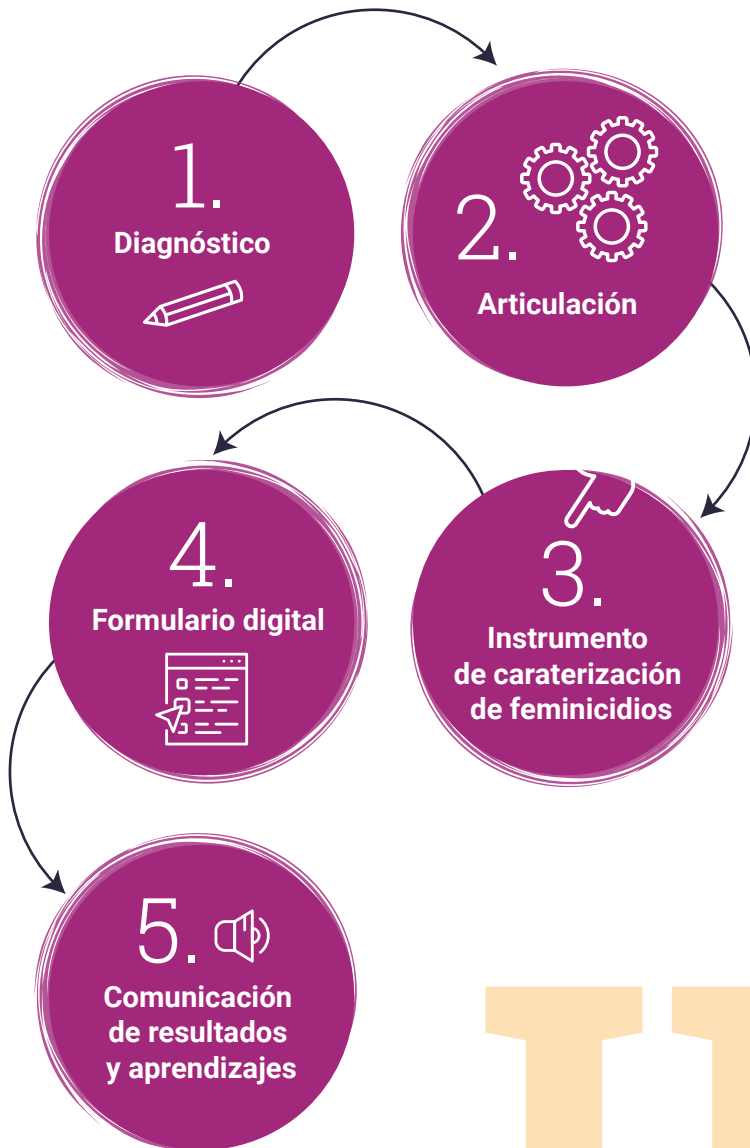 1.
Diagnóstico
2.
Articulación
3.
Instrumento
de caraterización
de feminicidios
4.
Formulario digital
5.
Comunicación
de resultados
y aprendizajes